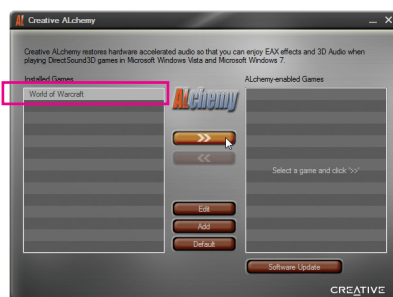 Creative ALchemy
Creative ALchemy restores hardware accelerated audio so that you can enjoy EAX effects and 3D Audio when
playing DirectSound3D games in Microsoft Windows Vista and Microsoft Windows 7.
Installed Games
ALchemy-enabled Games
World of Warcraft
ALchemy
>>
<<
Select a game and click '>>'
Edit
Add
Default
Software Update
CREATIVE